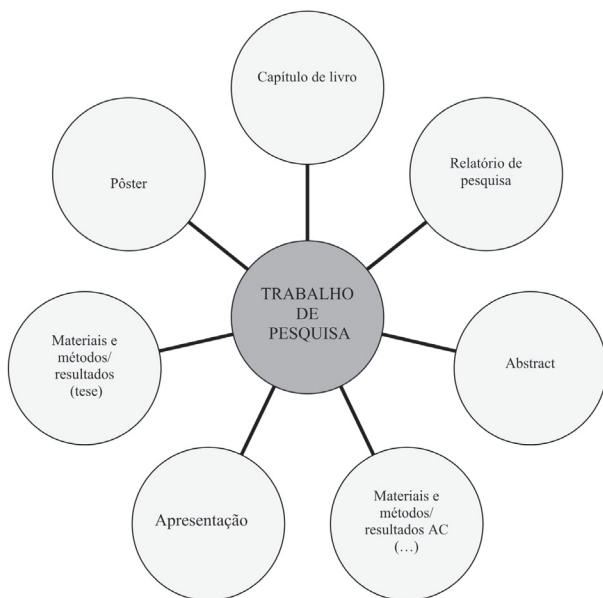 Capítulo de livro
Pôster
Relatório de
pesquisa
TRABALHO
DE
PESQUISA
Materiais e
métodos/
resultados
(tese)
Abstract
Apresentação
Materiais e
métodos/
resultados AC
(…)